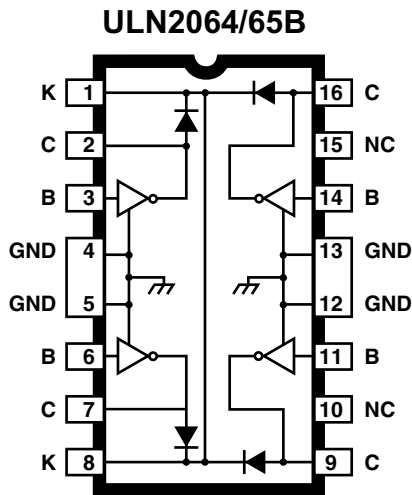 ULN2064/65B
K 1 16 C
C 2 15 NC
B 3 14 B
GND 4 13 GND
GND 5 12 GND
B 6 11 B
C 7 10 NC
K 8 9 C